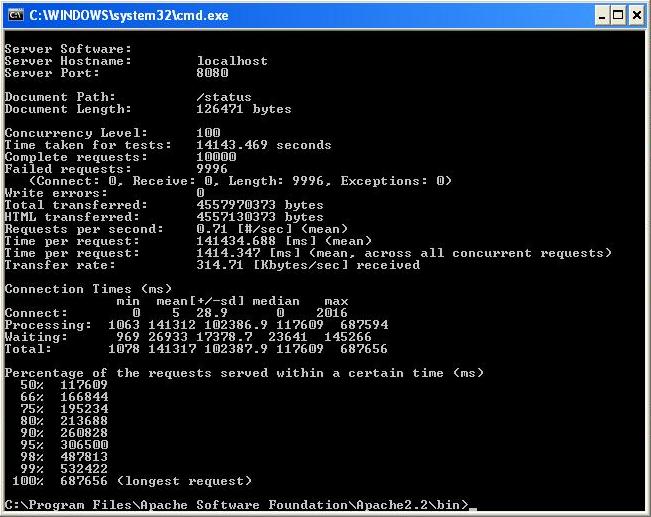 C:\WINDOWS\system32\cmd.exe
Server Software:
Server Hostname:        localhost
Server Port:            8080
Document Path:          /status
Document Length:        126471 bytes
Concurrency Level:      100
Time taken for tests:   14143.469 seconds
Complete requests:      10000
Failed requests:        9996
   (Connect: 0, Receive: 0, Length: 9996, Exceptions: 0)
Write errors:           0
Total transferred:      4557970373 bytes
HTML transferred:       4557130373 bytes
Requests per second:    0.71 [#/sec] (mean)
Time per request:       141434.688 [ms] (mean)
Time per request:       1414.347 [ms] (mean, across all concurrent requests)
Transfer rate:          314.71 [Kbytes/sec] received
Connection Times (ms)
              min  mean[+/-sd] median   max
Connect:        0    5  28.9      0    2016
Processing:  1063 141312 102386.9 117609  687594
Waiting:      969 26933 17378.7  23641  145266
Total:       1078 141317 102387.9 117609  687656
Percentage of the requests served within a certain time (ms)
  50%  117609
  66%  166844
  75%  195234
  80%  213688
  90%  260828
  95%  306500
  98%  487813
  99%  532422
 100%  687656 (longest request)
C:\Program Files\Apache Software Foundation\Apache2.2\bin>_